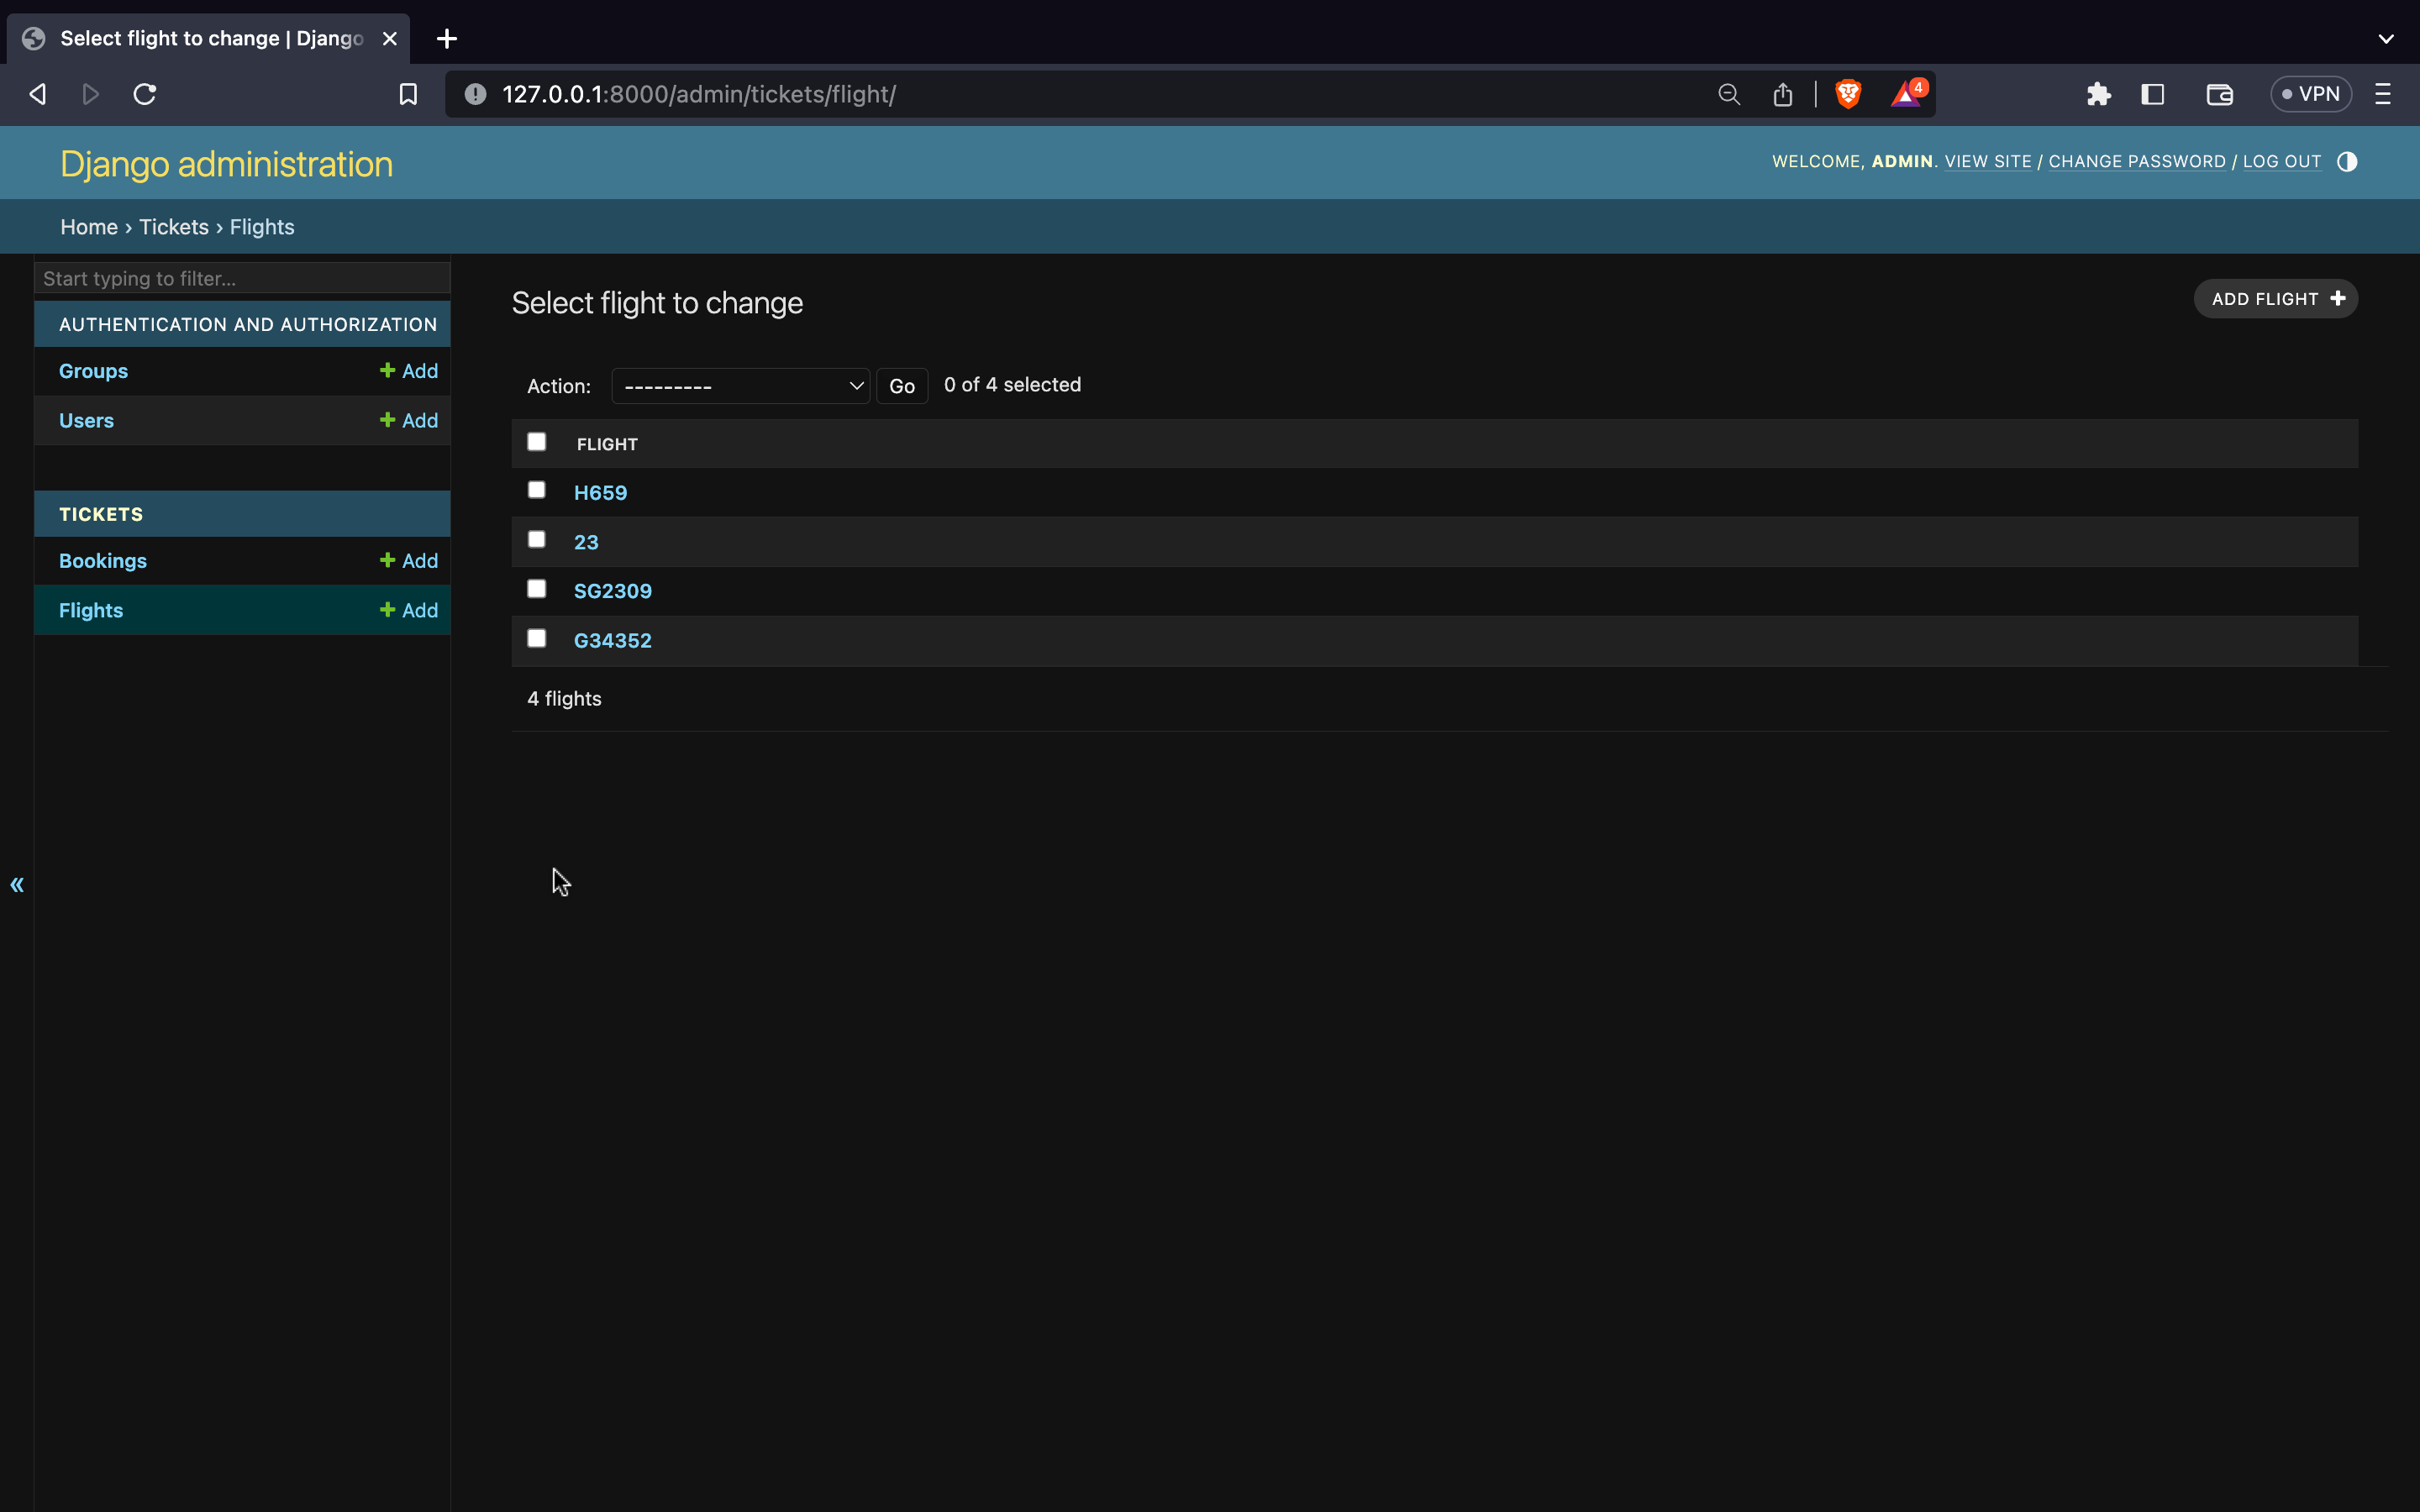 Select flight to change | Django
127.0.0.1:8000/admin/tickets/flight/
4
VPN
Django administration
WELCOME, ADMIN. VIEW SITE / CHANGE PASSWORD / LOG OUT
Home › Tickets › Flights
Start typing to filter...
AUTHENTICATION AND AUTHORIZATION
Groups + Add
Users + Add
TICKETS
Bookings + Add
Flights + Add
«
Select flight to change
ADD FLIGHT +
Action: --------- Go 0 of 4 selected
FLIGHT
H659
23
SG2309
G34352
4 flights